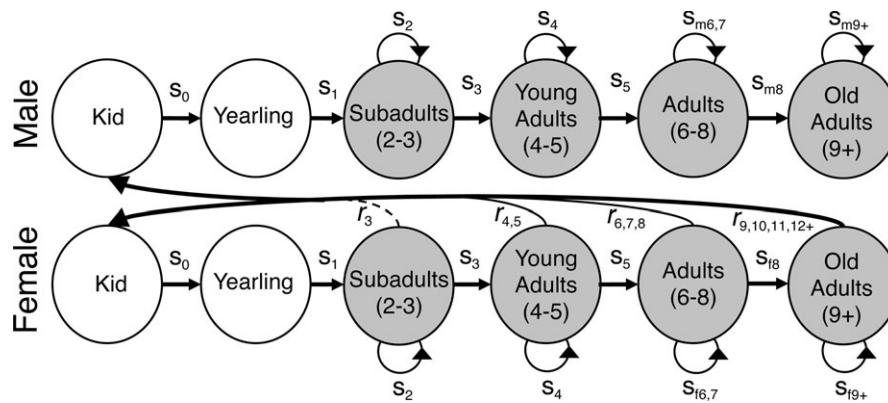 s2 s4 sm6,7 sm9+
Male
Kid s0 Yearling s1 Subadults (2-3) s3 Young Adults (4-5) s5 Adults (6-8) sm8 Old Adults (9+)
r3 r4,5 r6,7,8 r9,10,11,12+
Female
Kid s0 Yearling s1 Subadults (2-3) s3 Young Adults (4-5) s5 Adults (6-8) sf8 Old Adults (9+)
s2 s4 sf6,7 sf9+